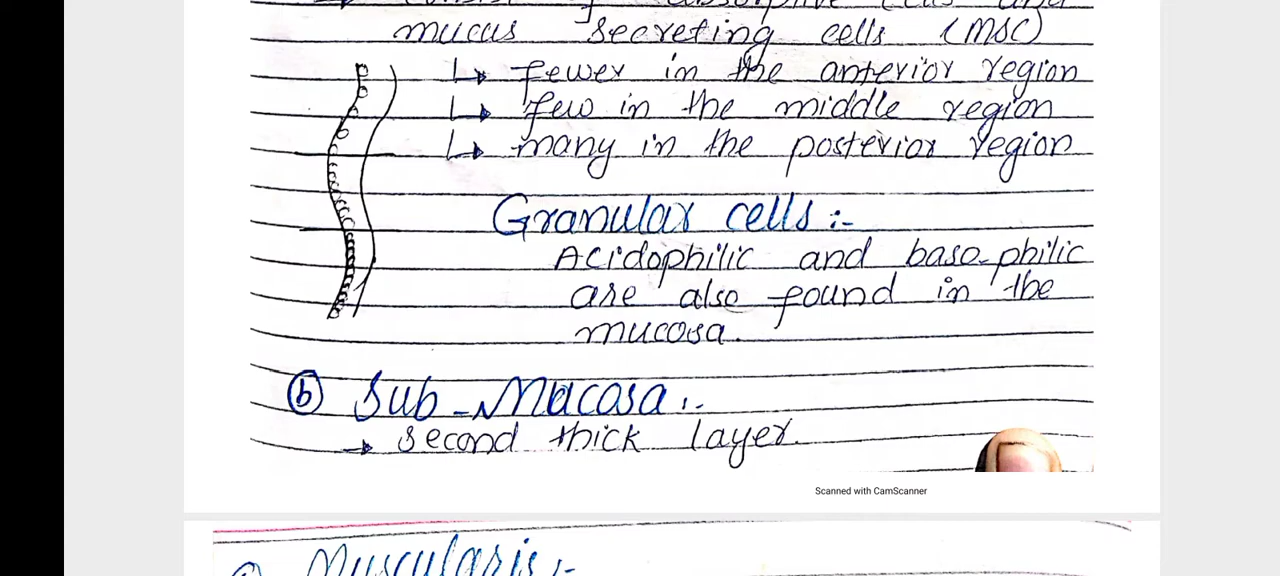 mucus secreting cells (MSC)
↳ fewer in the anterior region
↳ few in the middle region
↳ many in the posterior region
Granular cells :-
Acidophilic and baso-philic
are also found in the
mucosa.
(b) Sub-Mucosa :-
→ second thick layer.
Scanned with CamScanner
Muscularis :-